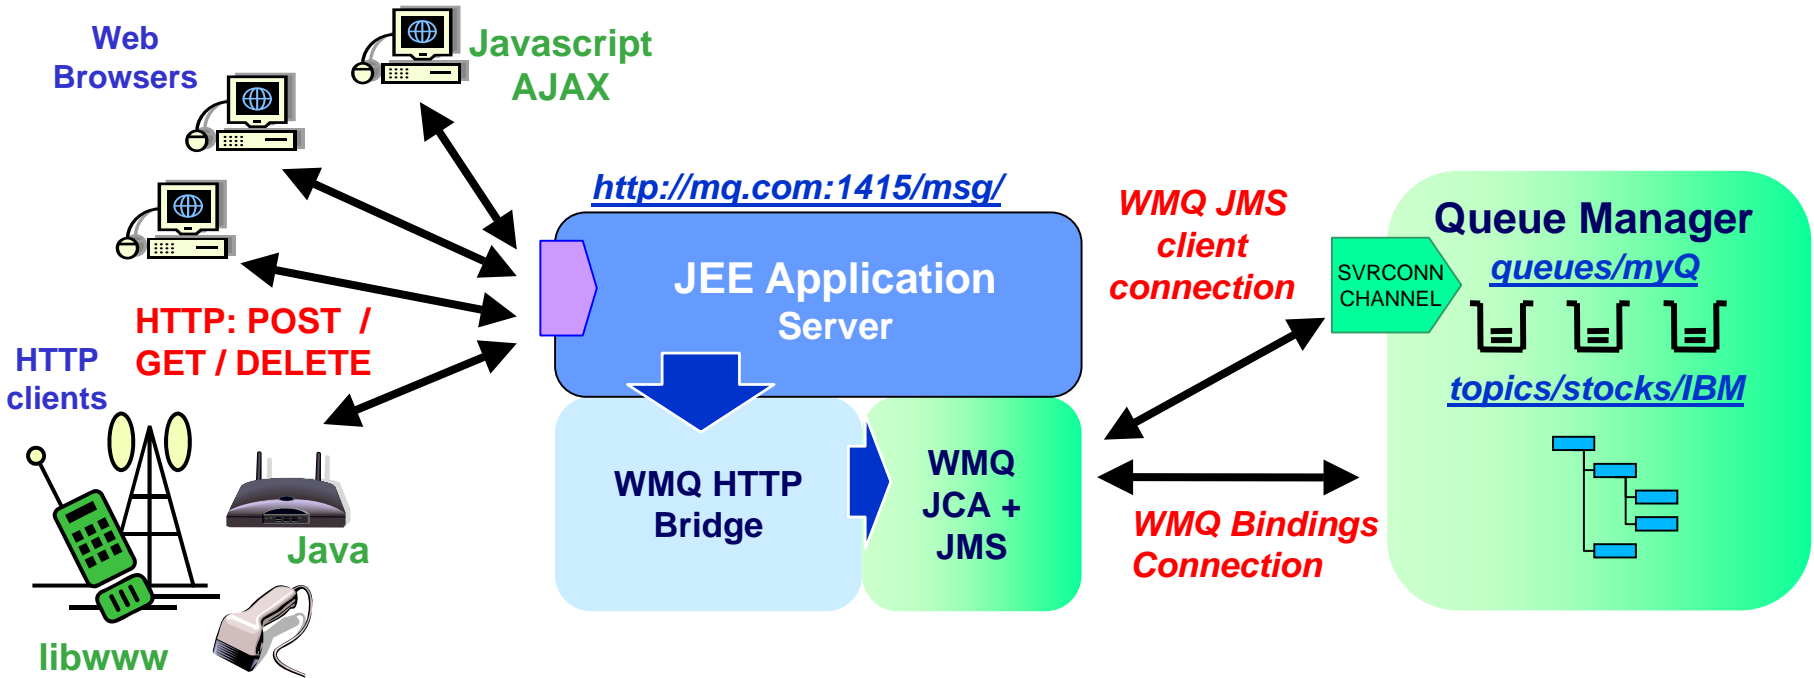 Web
Browsers
Javascript
AJAX
http://mq.com:1415/msg/
JEE Application
Server
HTTP: POST /
GET / DELETE
HTTP
clients
Java
libwww
WMQ HTTP
Bridge
WMQ
JCA +
JMS
WMQ JMS
client
connection
WMQ Bindings
Connection
SVRCONN
CHANNEL
Queue Manager
queues/myQ
topics/stocks/IBM